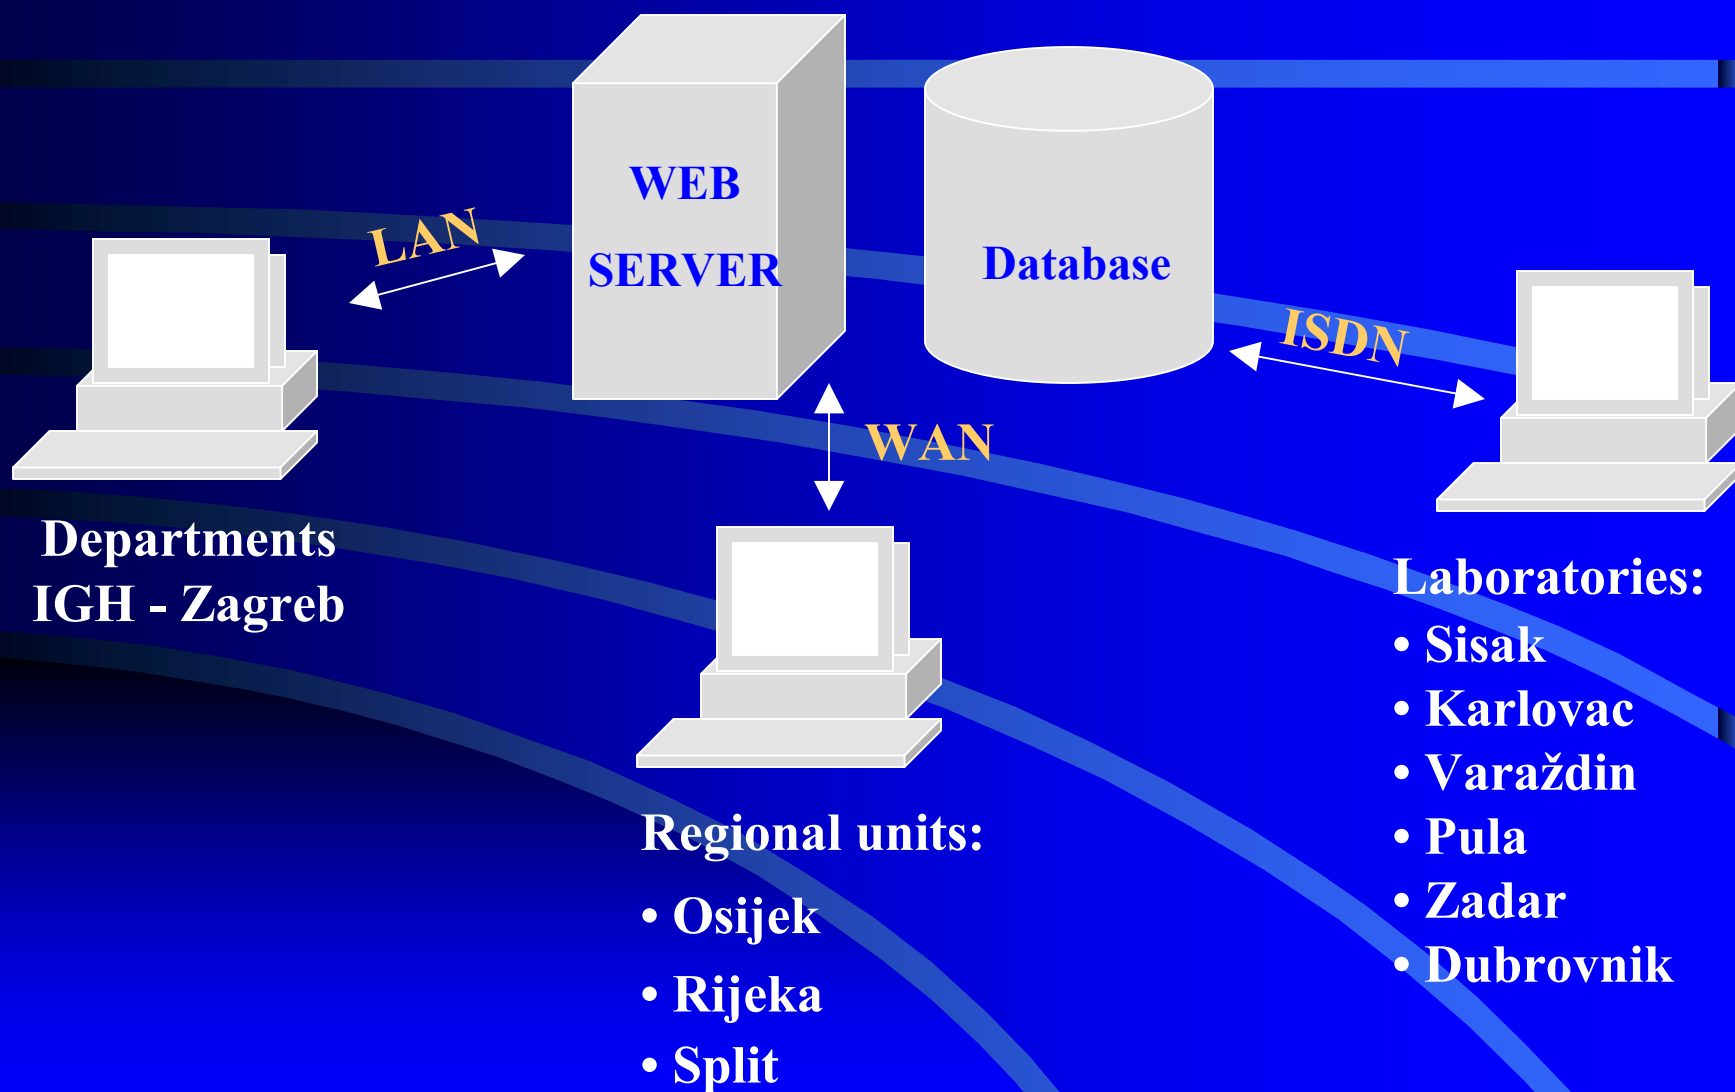 WEB
SERVER
Database
LAN
ISDN
WAN
Departments
IGH - Zagreb
Regional units:
• Osijek
• Rijeka
• Split
Laboratories:
• Sisak
• Karlovac
• Varaždin
• Pula
• Zadar
• Dubrovnik